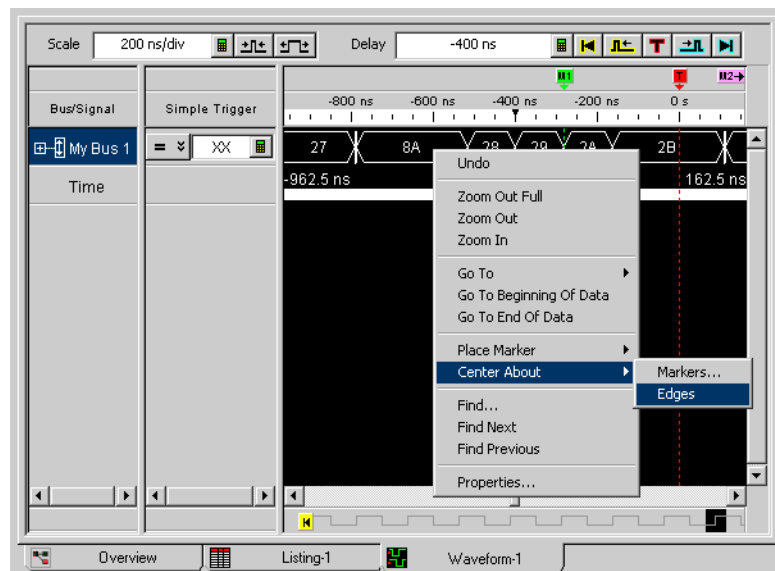 Scale 200 ns/div Delay -400 ns T
M1 T M2
Bus/Signal Simple Trigger -800 ns -600 ns -400 ns -200 ns 0 s
My Bus 1 = XX 27 8A 28 29 2A 2B
Time -962.5 ns 162.5 ns
Undo
Zoom Out Full
Zoom Out
Zoom In
Go To
Go To Beginning Of Data
Go To End Of Data
Place Marker
Center About
Markers...
Edges
Find...
Find Next
Find Previous
Properties...
Overview Listing-1 Waveform-1